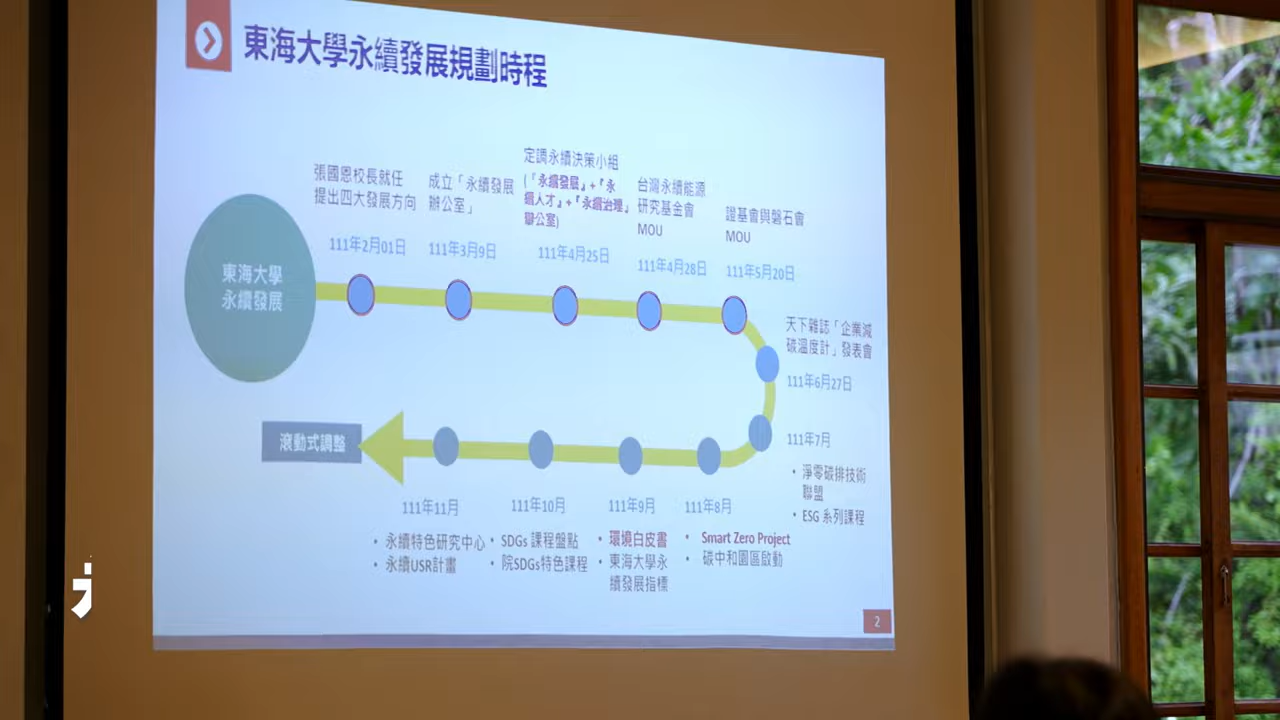 東海大學永續發展規劃時程
張國恩校長就任
提出四大發展方向
111年2月01日
成立「永續發展
辦公室」
111年3月9日
定調永續決策小組
(「永續發展」+「永
續人才」+「永續治理」
辦公室)
111年4月25日
台灣永續能源
研究基金會
MOU
111年4月28日
證基會與磐石會
MOU
111年5月20日
東海大學
永續發展
天下雜誌「企業減
碳溫度計」發表會
111年6月27日
111年7月
• 淨零碳排技術
聯盟
• ESG 系列課程
滾動式調整
111年11月
• 永續特色研究中心
• 永續USR計畫
111年10月
• SDGs 課程盤點
• 院SDGs特色課程
111年9月
• 環境白皮書
• 東海大學永
續發展指標
111年8月
• Smart Zero Project
• 碳中和園區啟動
2